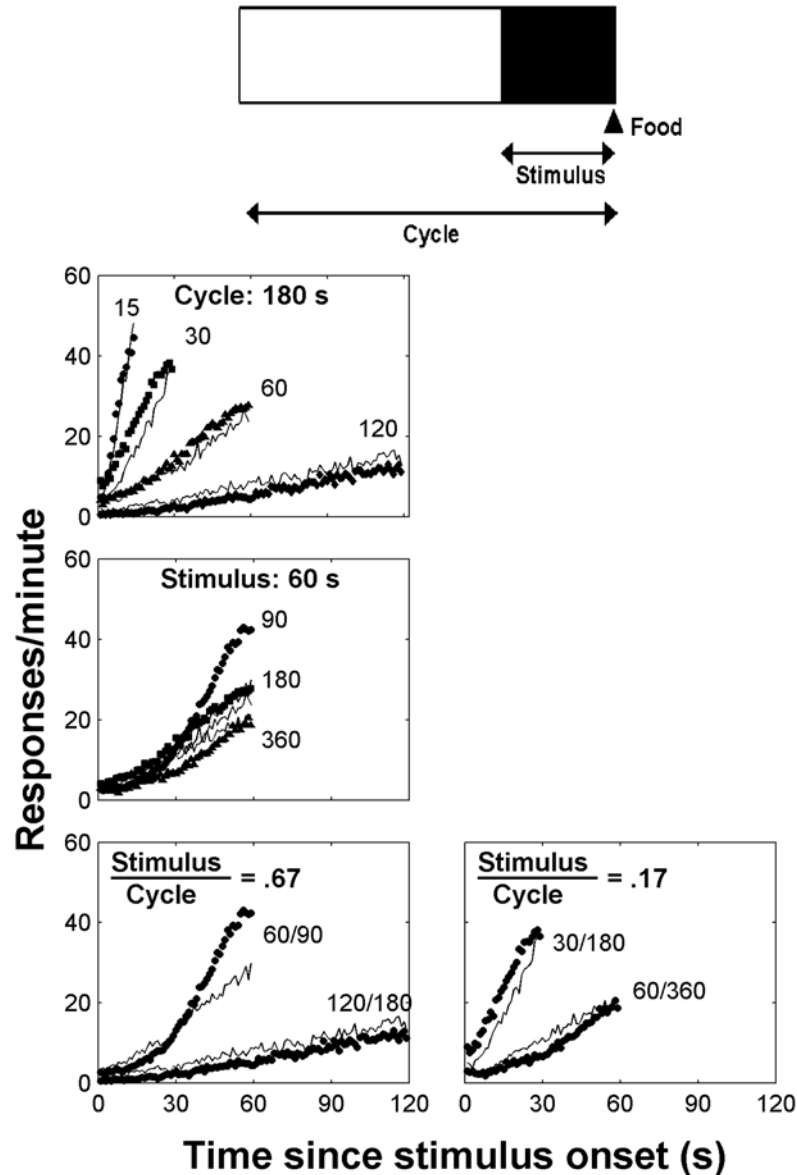 Food
Stimulus
Cycle
Responses/minute
60
40
20
0
Cycle: 180 s
15
30
60
120
60
40
20
0
Stimulus: 60 s
90
180
360
60
40
20
0
Stimulus
Cycle
= .67
60/90
120/180
0 30 60 90 120
Stimulus
Cycle
= .17
30/180
60/360
0 30 60 90 120
Time since stimulus onset (s)